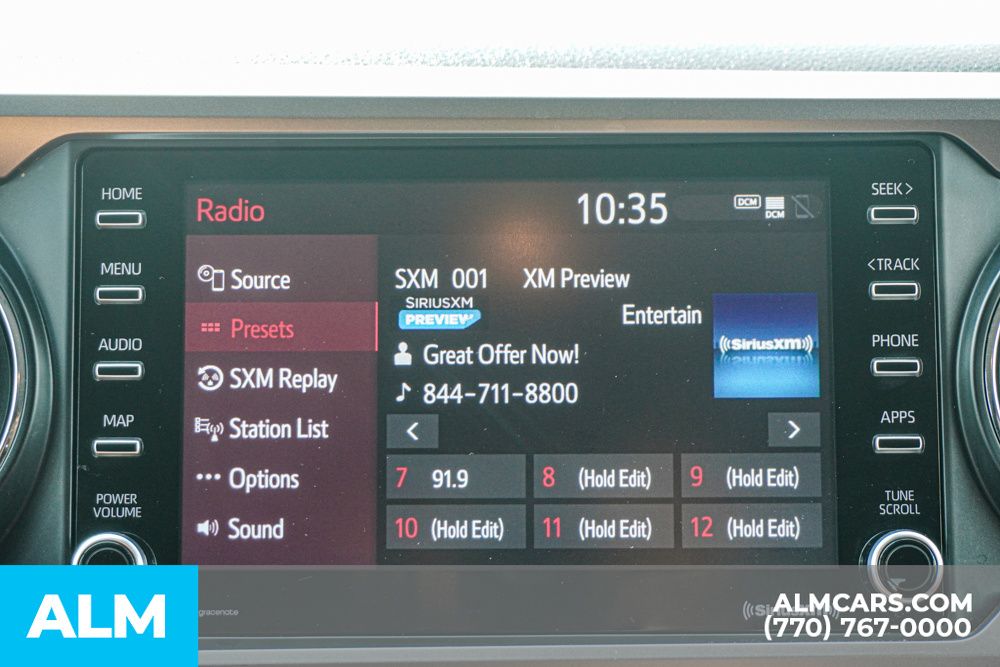 HOME
MENU
AUDIO
MAP
POWER
VOLUME
Radio
10:35
DCM
DCM
Source
Presets
SXM Replay
Station List
Options
Sound
SXM 001 XM Preview
SIRIUSXM
PREVIEW
Entertain
((SiriusXM))
Great Offer Now!
844-711-8800
<
>
7 91.9
8 (Hold Edit)
9 (Hold Edit)
10 (Hold Edit)
11 (Hold Edit)
12 (Hold Edit)
SEEK >
< TRACK
PHONE
APPS
TUNE
SCROLL
gracenote
((SiriusXM))
ALM
ALMCARS.COM
(770) 767-0000